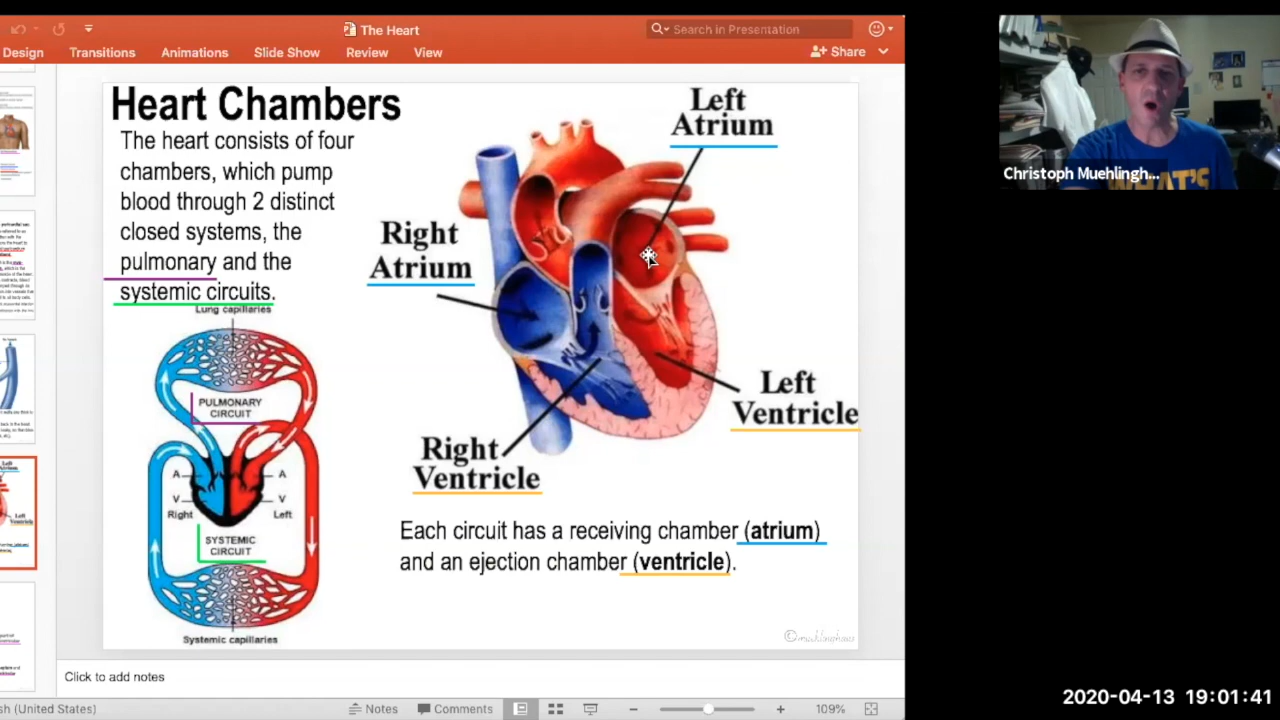 The Heart
Search in Presentation
Design
Transitions
Animations
Slide Show
Review
View
Share
Heart Chambers
The heart consists of four
chambers, which pump
blood through 2 distinct
closed systems, the
pulmonary and the
systemic circuits.
Lung capillaries
PULMONARY
CIRCUIT
A
A
V
V
Right
Left
SYSTEMIC
CIRCUIT
Systemic capillaries
Left
Atrium
Right
Atrium
Left
Ventricle
Right
Ventricle
Each circuit has a receiving chamber (atrium)
and an ejection chamber (ventricle).
Click to add notes
sh (United States)
Notes
Comments
109%
Christoph Muehlingh...
WHAT'S
2020-04-13 19:01:41